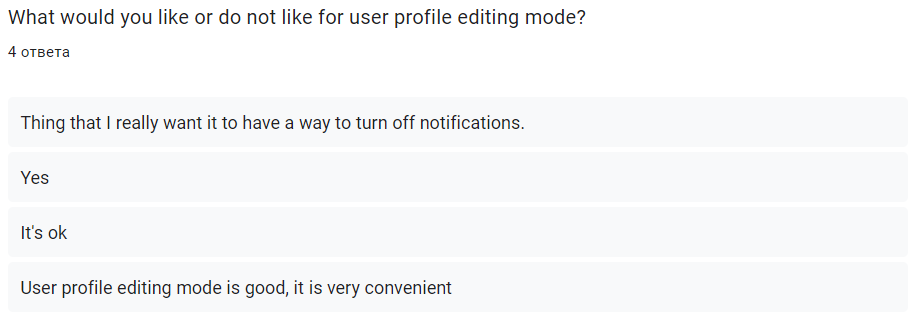 What would you like or do not like for user profile editing mode?
4 ответа
Thing that I really want it to have a way to turn off notifications.
Yes
It's ok
User profile editing mode is good, it is very convenient